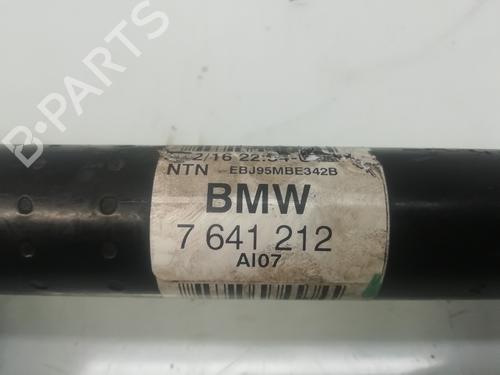 2/16 22:54
NTN EBJ95MBE342B
BMW
7 641 212
AI07
B-PARTS